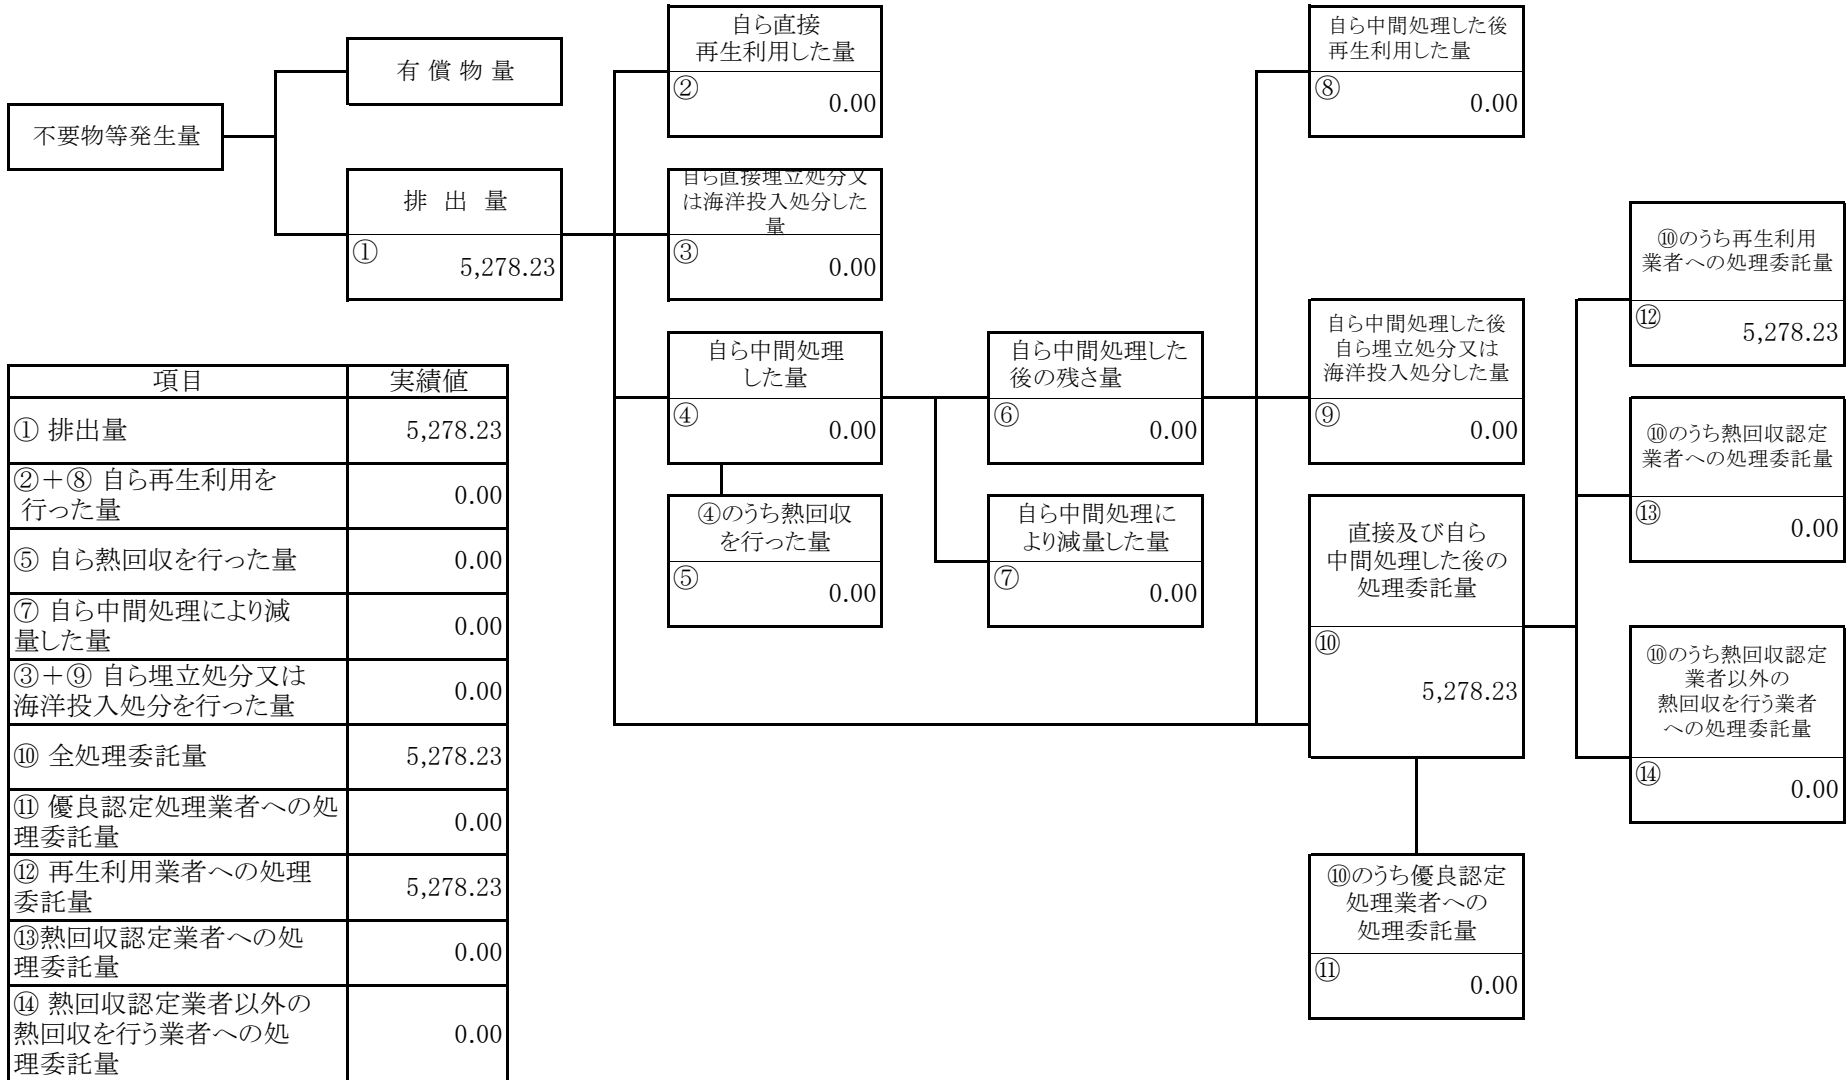 不要物等発生量
有 償 物 量
排 出 量
①
5,278.23
自ら直接
再生利用した量
②
0.00
自ら直接埋立処分又
は海洋投入処分した
量
③
0.00
自ら中間処理
した量
④
0.00
④のうち熱回収
を行った量
⑤
0.00
自ら中間処理した
後の残さ量
⑥
0.00
自ら中間処理に
より減量した量
⑦
0.00
自ら中間処理した後
再生利用した量
⑧
0.00
自ら中間処理した後
自ら埋立処分又は
海洋投入処分した量
⑨
0.00
直接及び自ら
中間処理した後の
処理委託量
⑩
5,278.23
⑩のうち優良認定
処理業者への
処理委託量
⑪
0.00
⑩のうち再生利用
業者への処理委託量
⑫
5,278.23
⑩のうち熱回収認定
業者への処理委託量
⑬
0.00
⑩のうち熱回収認定
業者以外の
熱回収を行う業者
への処理委託量
⑭
0.00
項目 実績値
① 排出量 5,278.23
②＋⑧ 自ら再生利用を
行った量
0.00
⑤ 自ら熱回収を行った量 0.00
⑦ 自ら中間処理により減
量した量
0.00
③＋⑨ 自ら埋立処分又は
海洋投入処分を行った量
0.00
⑩ 全処理委託量 5,278.23
⑪ 優良認定処理業者への処
理委託量
0.00
⑫ 再生利用業者への処理
委託量
5,278.23
⑬熱回収認定業者への処
理委託量
0.00
⑭ 熱回収認定業者以外の
熱回収を行う業者への処
理委託量
0.00